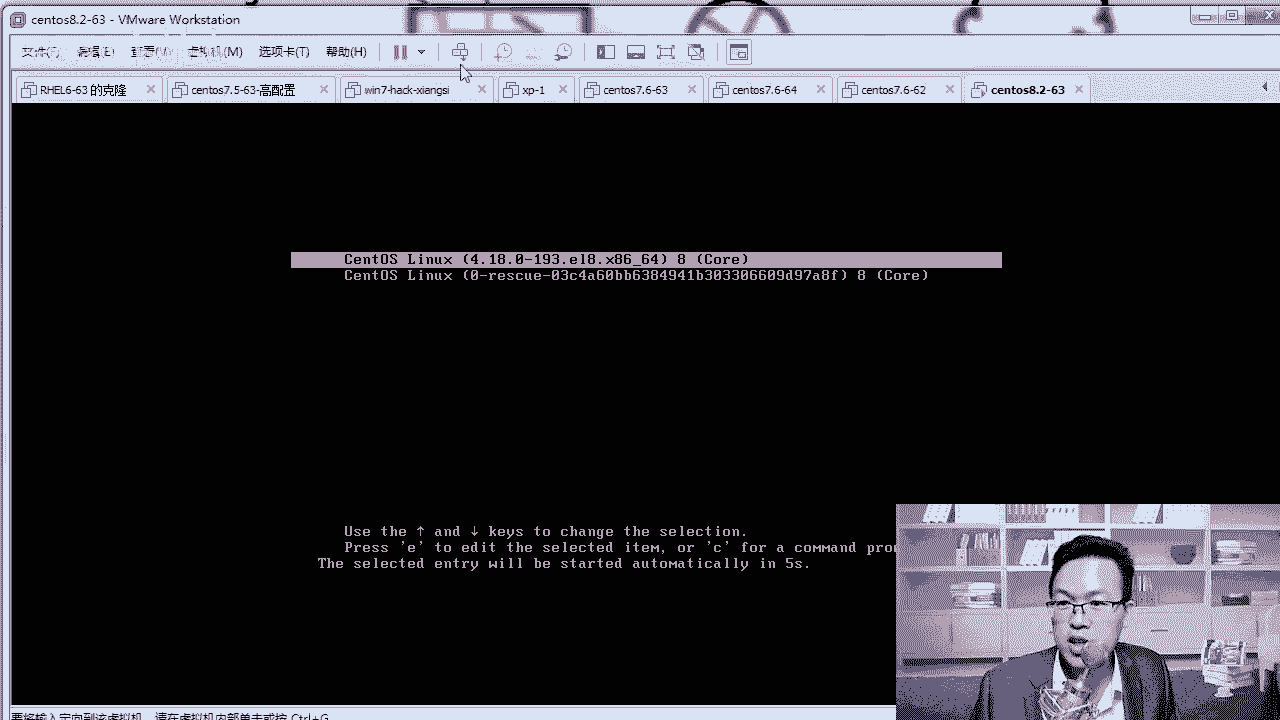 centos8.2-63 - VMware Workstation
文件(F) 编辑(E) 查看(V) 虚拟机(M) 选项卡(T) 帮助(H)
RHEL6-63 的克隆 centos7.5-63-高配置 win7-hack-xiangsi xp-1 centos7.6-63 centos7.6-64 centos7.6-62 centos8.2-63
CentOS Linux (4.18.0-193.el8.x86_64) 8 (Core)
CentOS Linux (0-rescue-03c4a60bb6384941b303306609d97a8f) 8 (Core)
Use the ↑ and ↓ keys to change the selection.
Press 'e' to edit the selected item, or 'c' for a command
The selected entry will be started automatically in 5s.
要将输入定向到该虚拟机，请在虚拟机内部单击或按 Ctrl+G